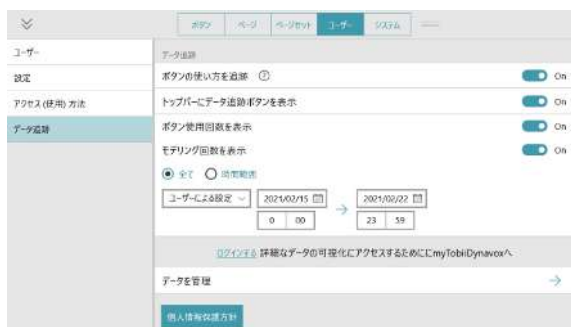 ボタン ページ ページセット ユーザー システム
ユーザー
設定
アクセス (使用) 方法
データ追跡
データ追跡
ボタンの使い方を追跡 ? On
トップバーにデータ追跡ボタンを表示 On
ボタン使用回数を表示 On
モデリング回数を表示 On
全て 時間範囲
ユーザーによる設定 2021/02/15 → 2021/02/22
0 00 23 59
ログインする 詳細なデータの可視化にアクセスするためににmyTobiiDynavoxへ
データを管理 →
個人情報保護方針